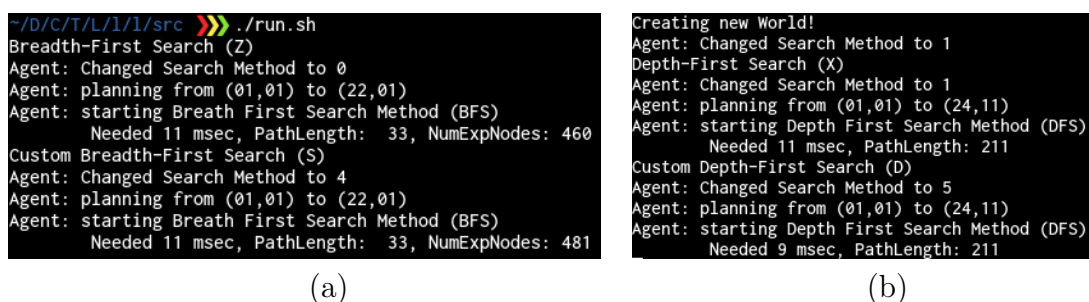 ~/D/C/T/L/l/l/src ❯❯❯ ./run.sh
Breadth-First Search (Z)
Agent: Changed Search Method to 0
Agent: planning from (01,01) to (22,01)
Agent: starting Breath First Search Method (BFS)
Needed 11 msec, PathLength:  33, NumExpNodes: 460
Custom Breadth-First Search (S)
Agent: Changed Search Method to 4
Agent: planning from (01,01) to (22,01)
Agent: starting Breath First Search Method (BFS)
Needed 11 msec, PathLength:  33, NumExpNodes: 481
(a)
Creating new World!
Agent: Changed Search Method to 1
Depth-First Search (X)
Agent: Changed Search Method to 1
Agent: planning from (01,01) to (24,11)
Agent: starting Depth First Search Method (DFS)
Needed 11 msec, PathLength: 211
Custom Depth-First Search (D)
Agent: Changed Search Method to 5
Agent: planning from (01,01) to (24,11)
Agent: starting Depth First Search Method (DFS)
Needed 9 msec, PathLength: 211
(b)